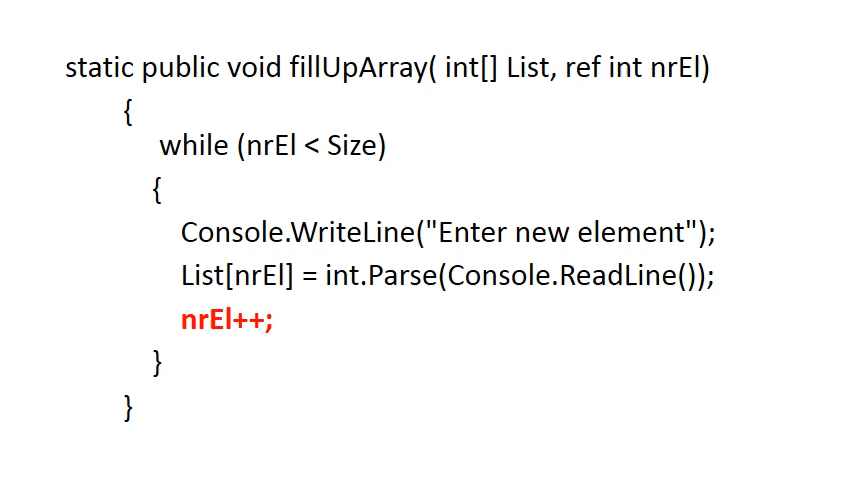 static public void fillUpArray( int[] List, ref int nrEl)
{
while (nrEl < Size)
{
Console.WriteLine("Enter new element");
List[nrEl] = int.Parse(Console.ReadLine());
nrEl++;
}
}